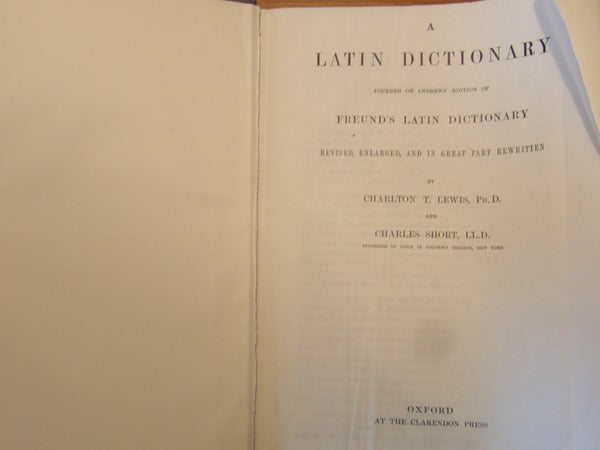 A
LATIN DICTIONARY
FOUNDED ON ANDREWS' EDITION OF
FREUND'S LATIN DICTIONARY
REVISED, ENLARGED, AND IN GREAT PART REWRITTEN
BY
CHARLTON T. LEWIS, PH.D.
AND
CHARLES SHORT, LL.D.
PROFESSOR OF LATIN IN COLUMBIA COLLEGE, NEW YORK
OXFORD
AT THE CLARENDON PRESS